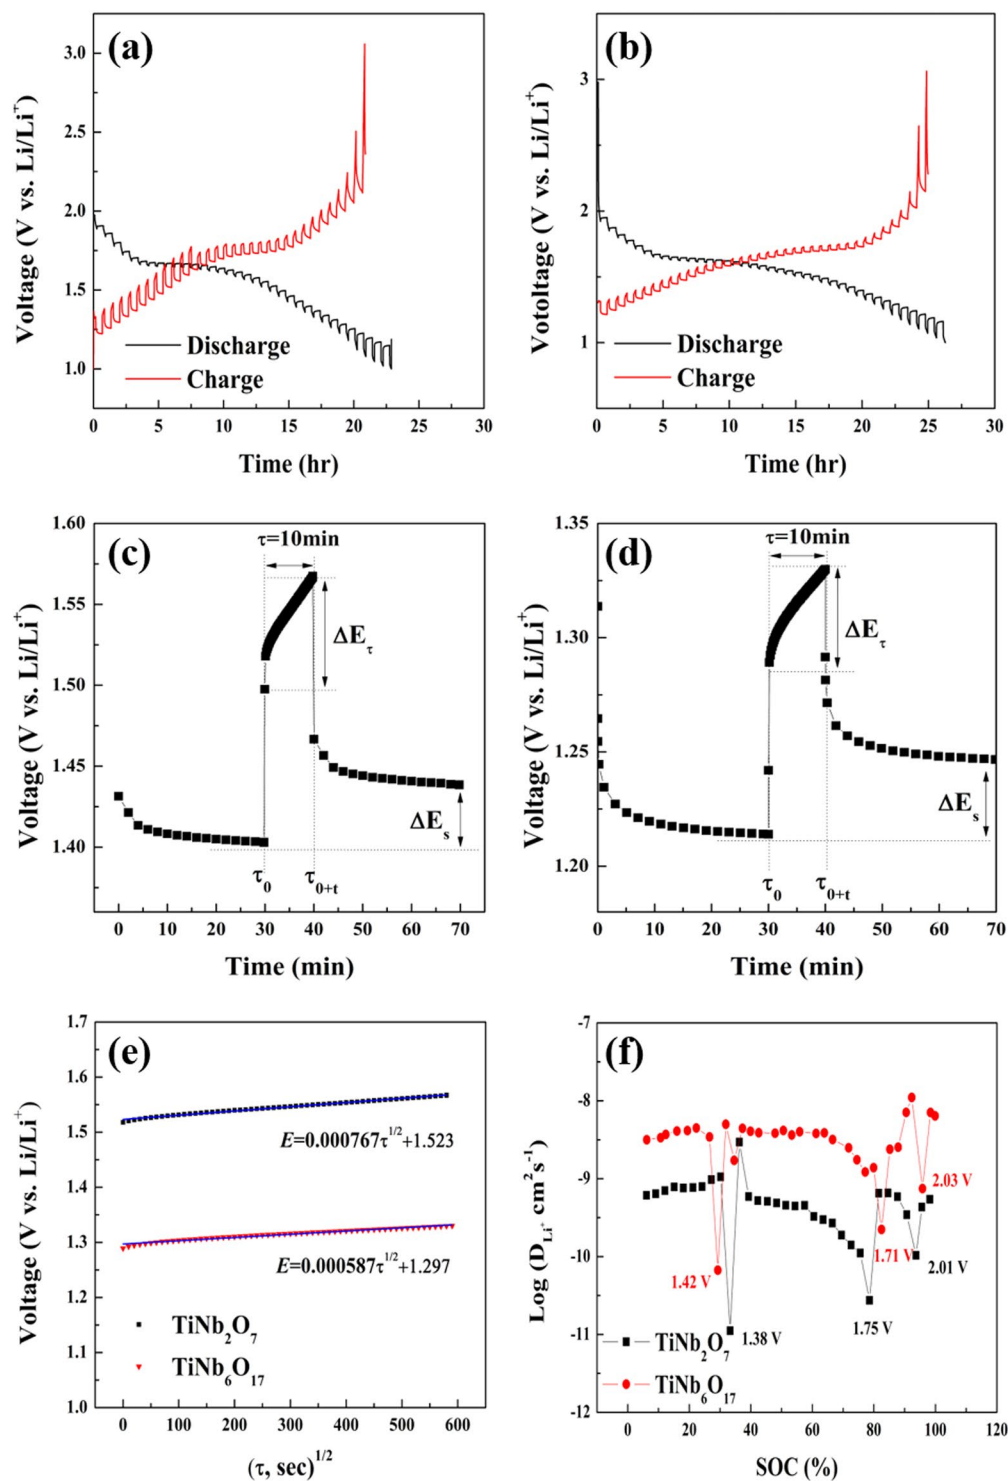 (a)
Voltage (V vs. Li/Li⁺)
3.0
2.5
2.0
1.5
1.0
Discharge
Charge
0 5 10 15 20 25 30
Time (hr)
(b)
Votoltage (V vs. Li/Li⁺)
3
2
1
Discharge
Charge
0 5 10 15 20 25 30
Time (hr)
(c)
Voltage (V vs. Li/Li⁺)
1.60
1.55
1.50
1.45
1.40
τ=10min
ΔEτ
ΔEs
τ0
τ0+t
0 10 20 30 40 50 60 70
Time (min)
(d)
Voltage (V vs. Li/Li⁺)
1.35
1.30
1.25
1.20
τ=10min
ΔEτ
ΔEs
τ0
τ0+t
0 10 20 30 40 50 60 70
Time (min)
(e)
Voltage (V vs. Li/Li⁺)
1.7
1.6
1.5
1.4
1.3
1.2
1.1
1.0
E=0.000767τ^1/2+1.523
E=0.000587τ^1/2+1.297
TiNb₂O₇
TiNb₆O₁₇
0 100 200 300 400 500 600
(τ, sec)^1/2
(f)
Log (D Li⁺ cm²s⁻¹)
-7
-8
-9
-10
-11
-12
1.42 V
1.38 V
1.75 V
1.71 V
2.03 V
2.01 V
TiNb₂O₇
TiNb₆O₁₇
0 20 40 60 80 100 120
SOC (%)